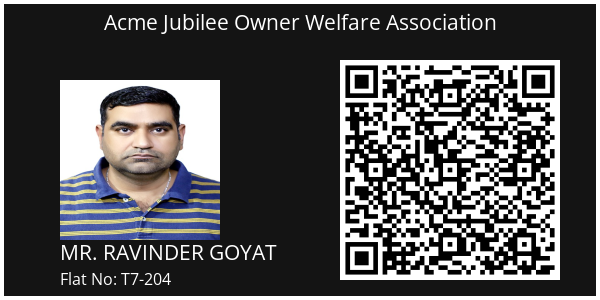 Acme Jubilee Owner Welfare Association
MR. RAVINDER GOYAT
Flat No: T7-204